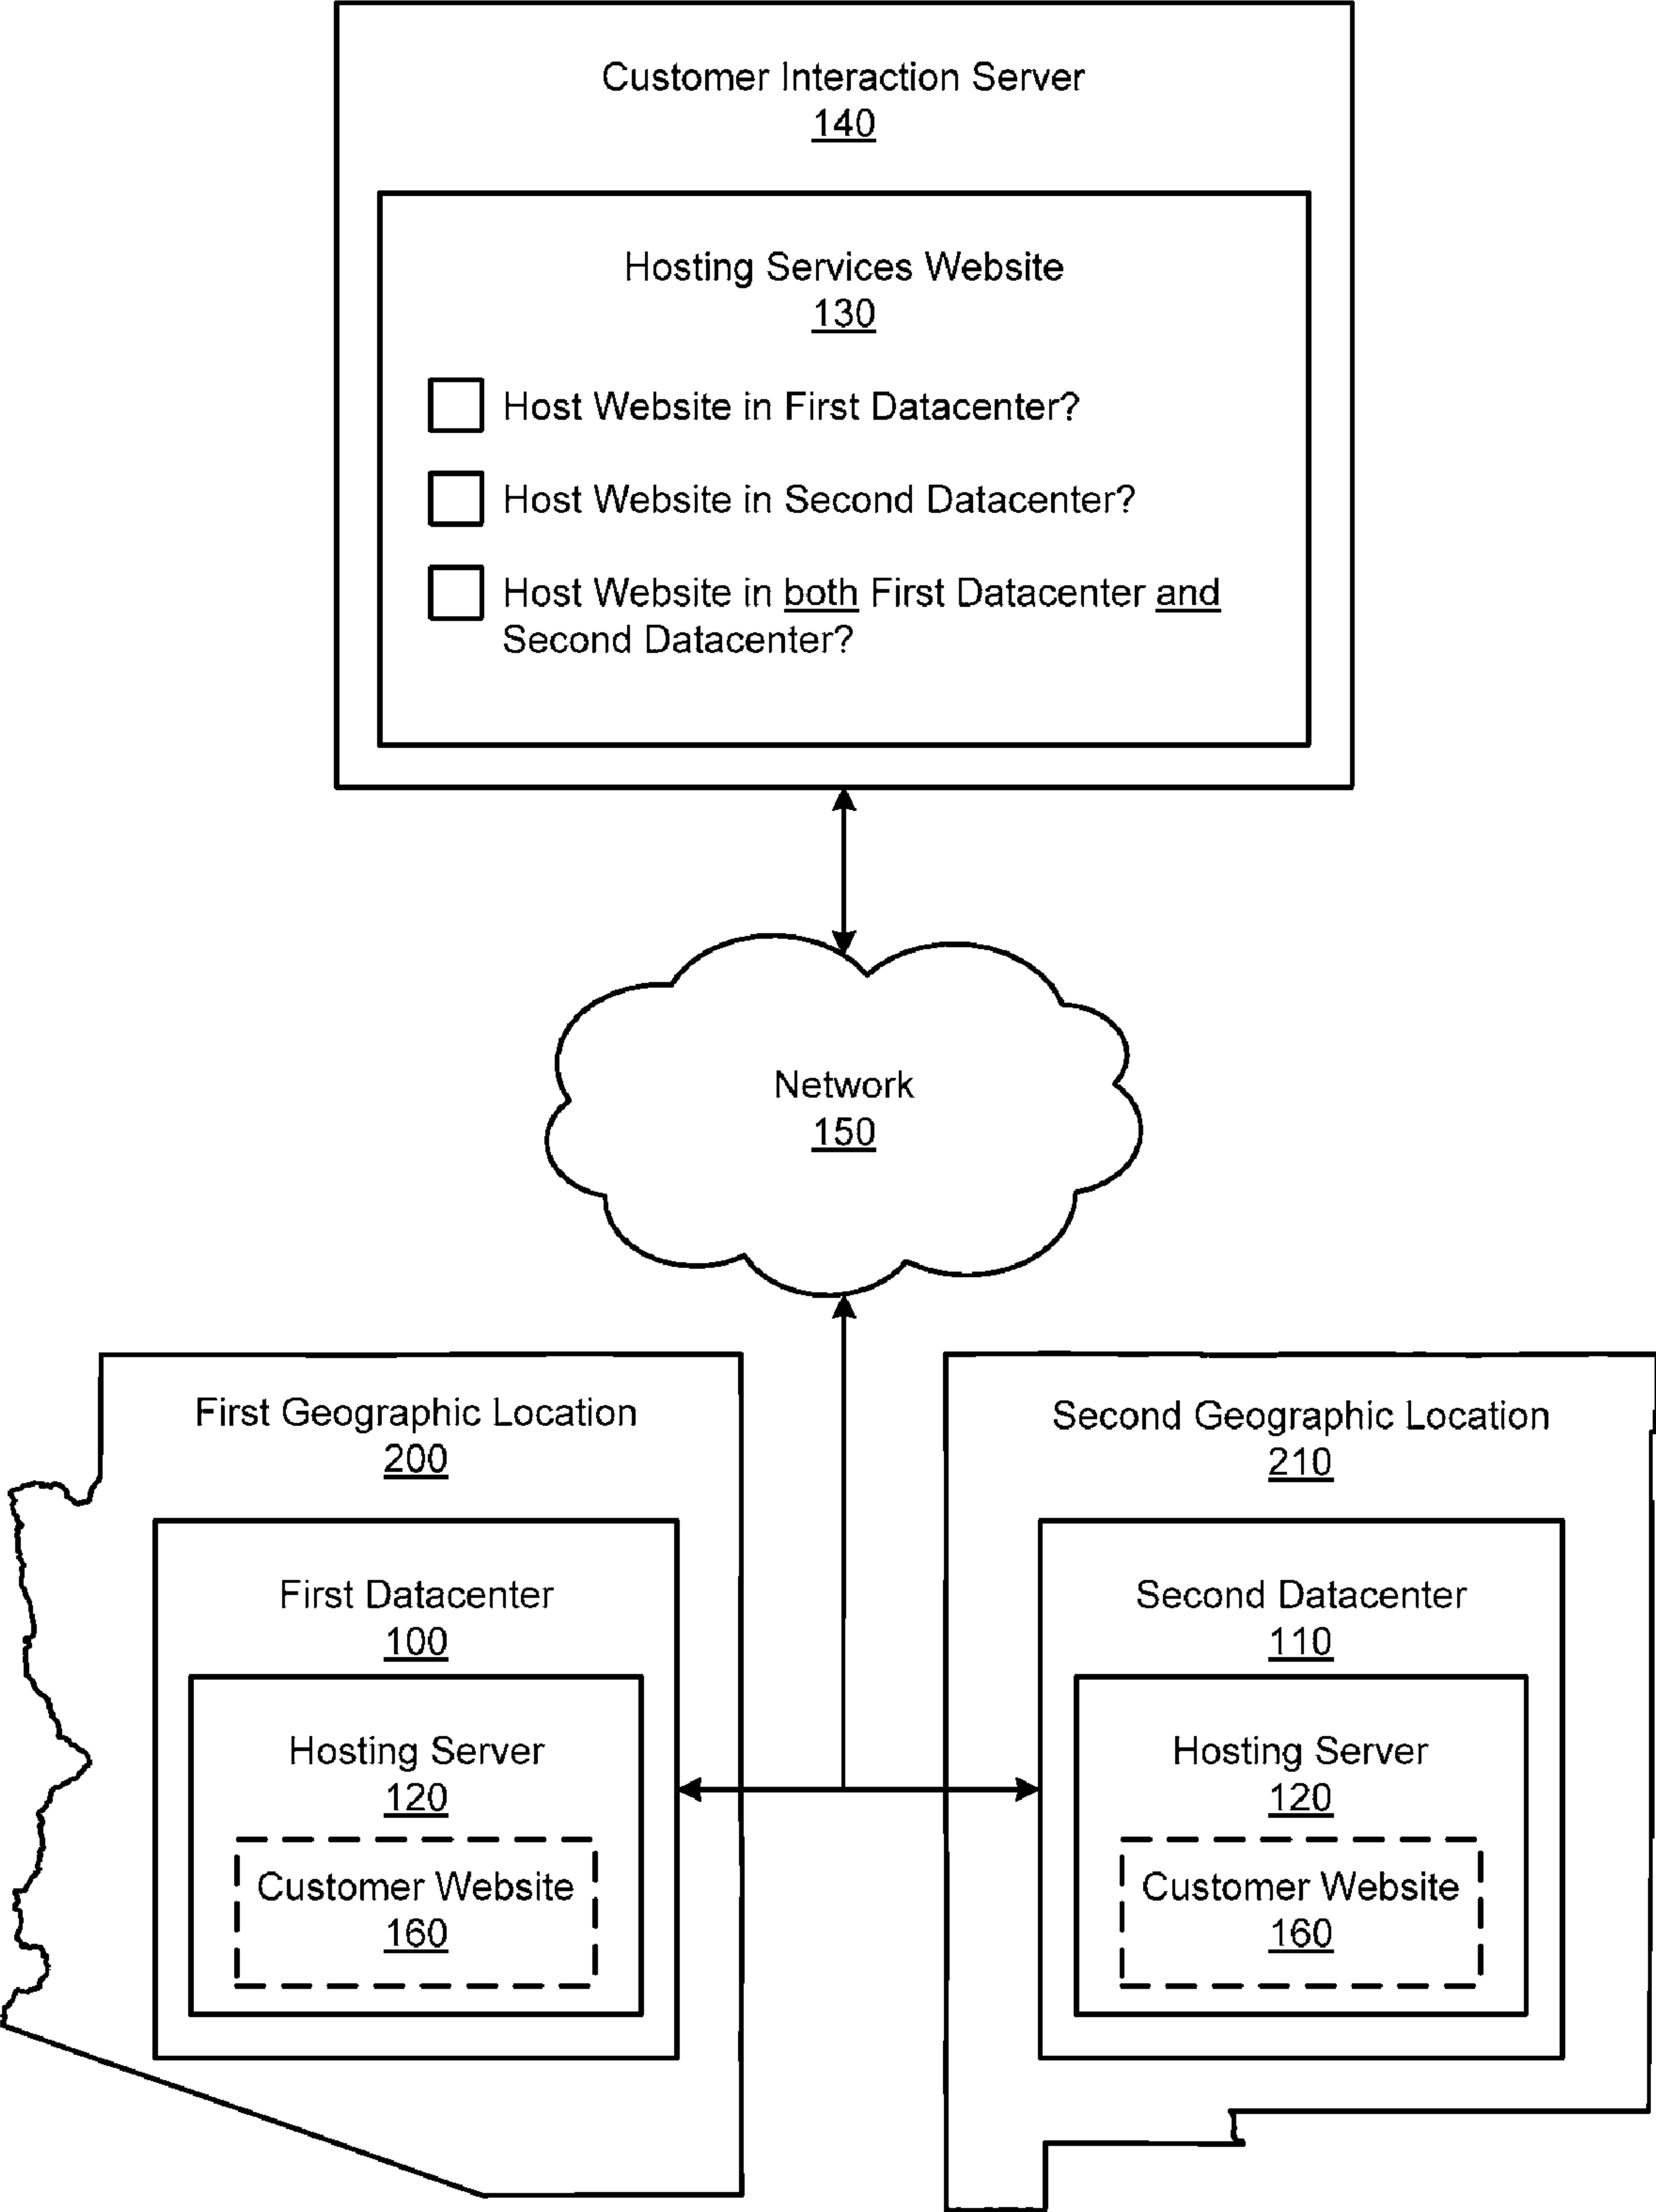 Customer Interaction Server
140
Hosting Services Website
130
Host Website in First Datacenter?
Host Website in Second Datacenter?
Host Website in both First Datacenter and
Second Datacenter?
Network
150
First Geographic Location
200
First Datacenter
100
Hosting Server
120
Customer Website
160
Second Geographic Location
210
Second Datacenter
110
Hosting Server
120
Customer Website
160